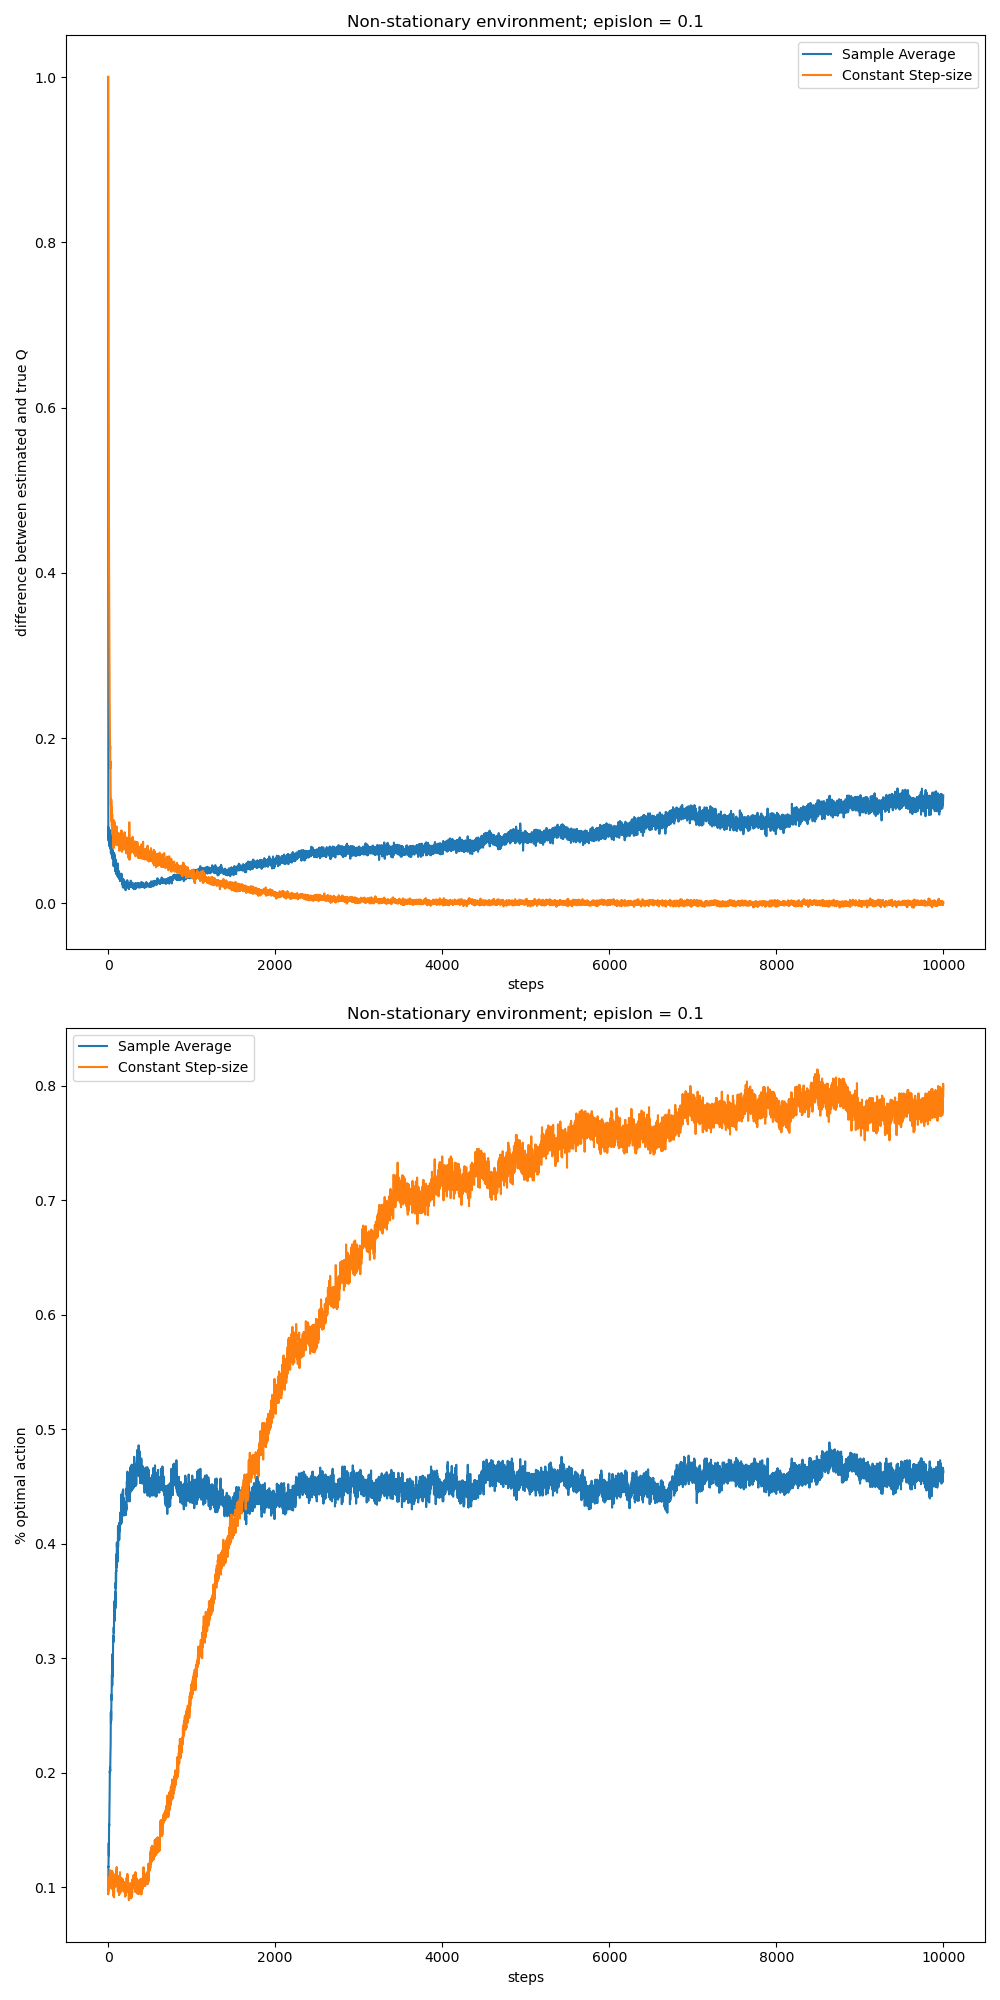 Non-stationary environment; epislon = 0.1
Sample Average
Constant Step-size
difference between estimated and true Q
1.0
0.8
0.6
0.4
0.2
0.0
0 2000 4000 6000 8000 10000
steps
Non-stationary environment; epislon = 0.1
Sample Average
Constant Step-size
% optimal action
0.8
0.7
0.6
0.5
0.4
0.3
0.2
0.1
0 2000 4000 6000 8000 10000
steps